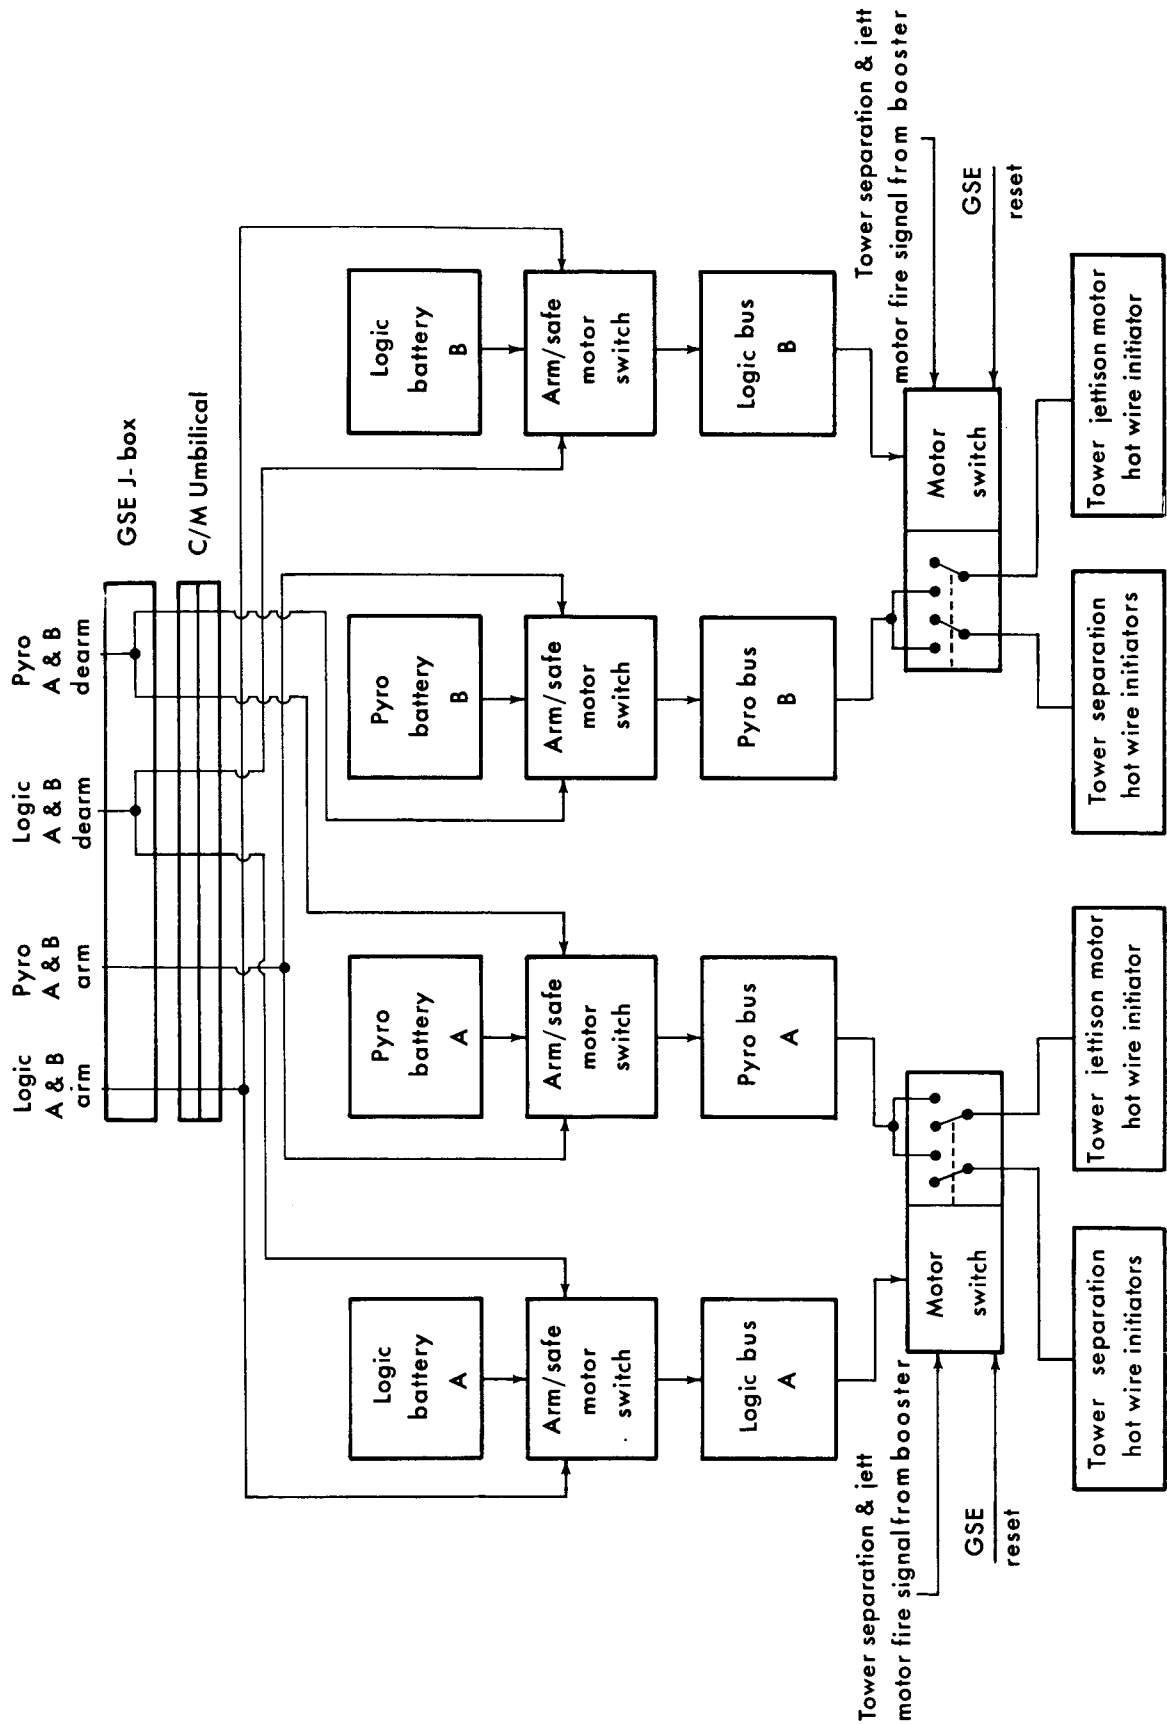 Logic
A & B
arm
Pyro
A & B
arm
Logic
A & B
dearm
Pyro
A & B
dearm
GSE J-box
C/M Umbilical
Logic
battery
A
Pyro
battery
A
Pyro
battery
B
Logic
battery
B
Arm/safe
motor
switch
Arm/safe
motor
switch
Arm/safe
motor
switch
Arm/safe
motor
switch
Logic bus
A
Pyro bus
A
Pyro bus
B
Logic bus
B
Tower separation & jett
motor fire signal from booster
Motor
switch
Motor
switch
Tower separation & jett
motor fire signal from booster
GSE
reset
GSE
reset
Tower separation
hot wire initiators
Tower jettison motor
hot wire initiator
Tower separation
hot wire initiators
Tower jettison motor
hot wire initiator